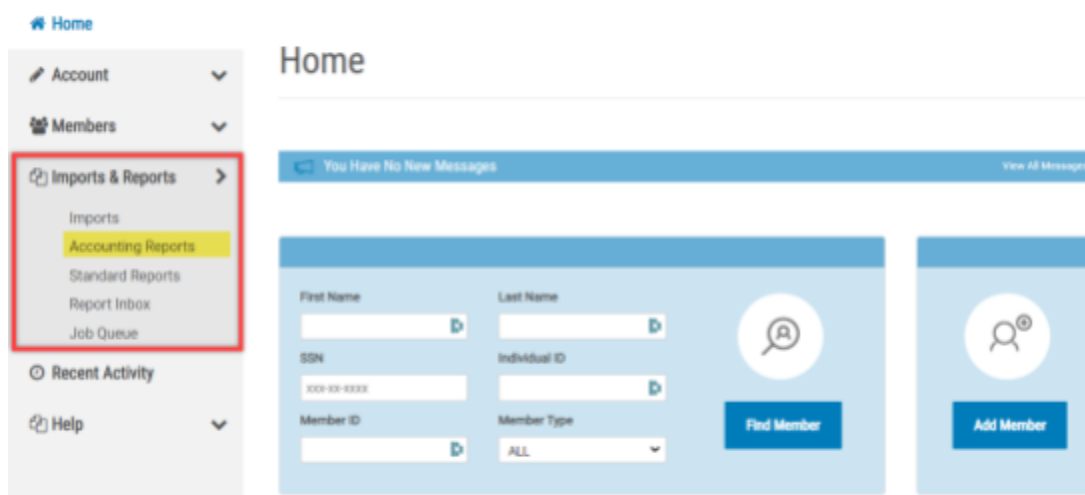 Home
Account
Members
Imports & Reports
Imports
Accounting Reports
Standard Reports
Report Inbox
Job Queue
Recent Activity
Help
Home
You Have No New Messages
View All Messages
First Name
Last Name
SSN
Individual ID
xxx-xx-xxxx
Member ID
Member Type
ALL
Find Member
Add Member